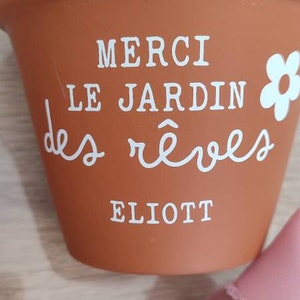 MERCI
LE JARDIN
des rêves
ELIOTT